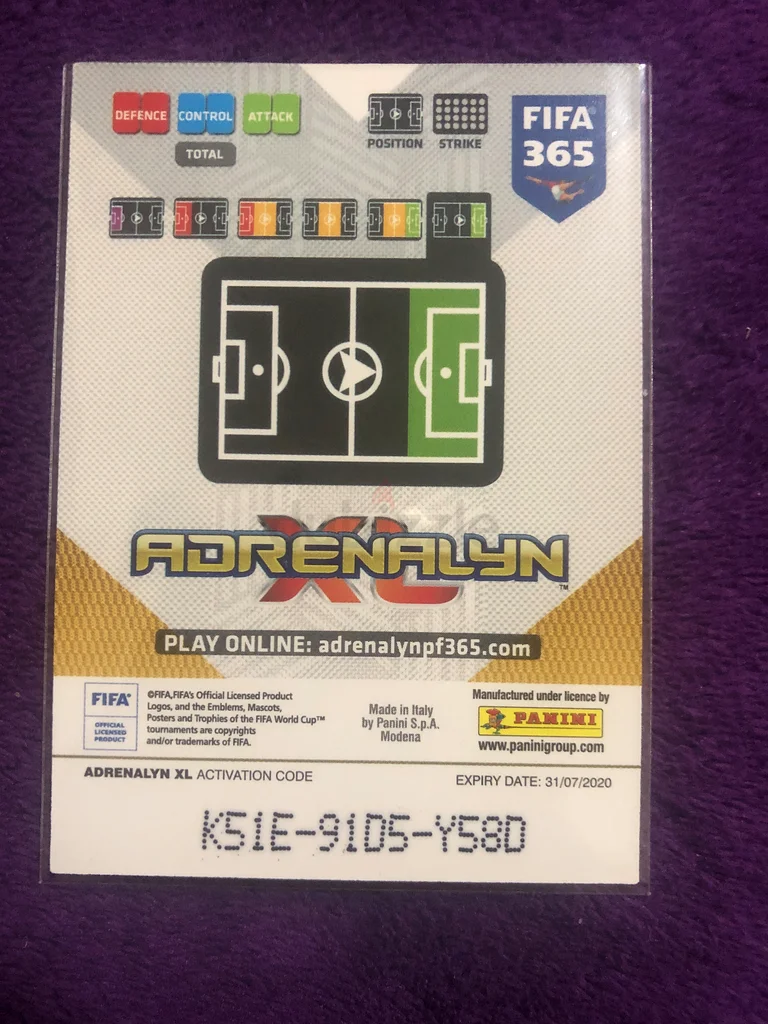 DEFENCE CONTROL ATTACK
TOTAL
POSITION STRIKE
FIFA
365
XL
ADRENALYN™
PLAY ONLINE: adrenalynpf365.com
FIFA®
OFFICIAL
LICENSED
PRODUCT
©FIFA,FIFA's Official Licensed Product
Logos, and the Emblems, Mascots,
Posters and Trophies of the FIFA World Cup™
tournaments are copyrights
and/or trademarks of FIFA.
Made in Italy
by Panini S.p.A.
Modena
Manufactured under licence by
PANINI
www.paninigroup.com
ADRENALYN XL ACTIVATION CODE
EXPIRY DATE: 31/07/2020
K51E-91D5-Y58D